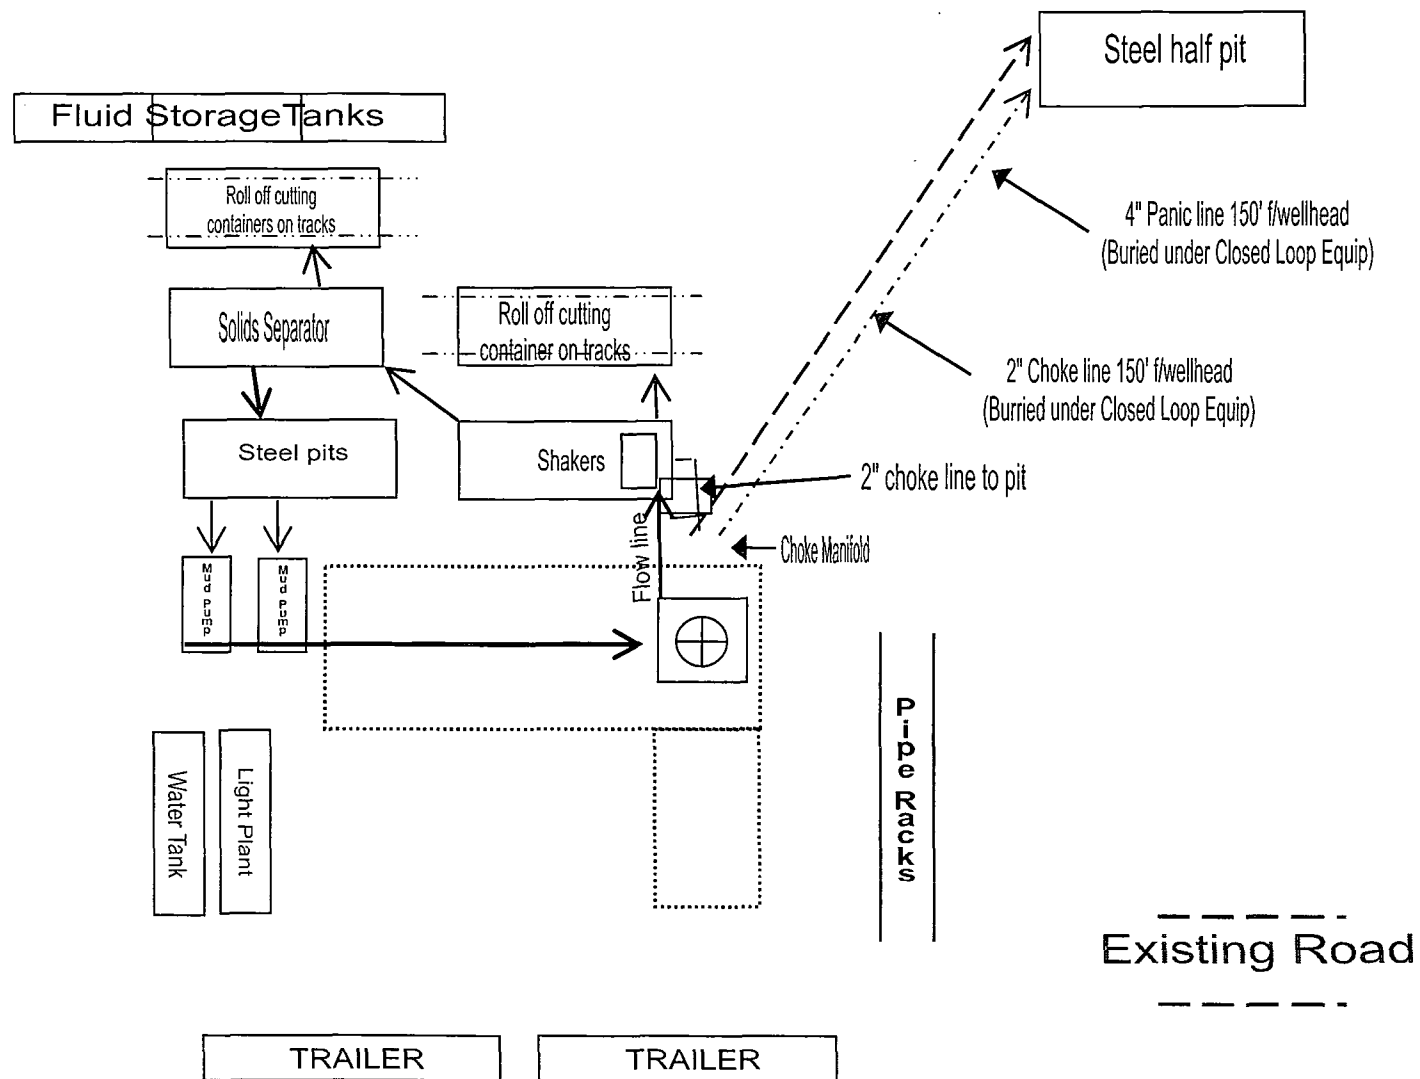 Steel half pit
Fluid Storage Tanks
Roll off cutting
containers on tracks
4" Panic line 150' f/wellhead
(Buried under Closed Loop Equip)
Solids Separator
Roll off cutting
container on tracks
2" Choke line 150' f/wellhead
(Burried under Closed Loop Equip)
Steel pits
Shakers
2" choke line to pit
Flow line
Choke Manifold
Mud Pump
Mud Pump
Pipe Racks
Water Tank
Light Plant
Existing Road
TRAILER
TRAILER